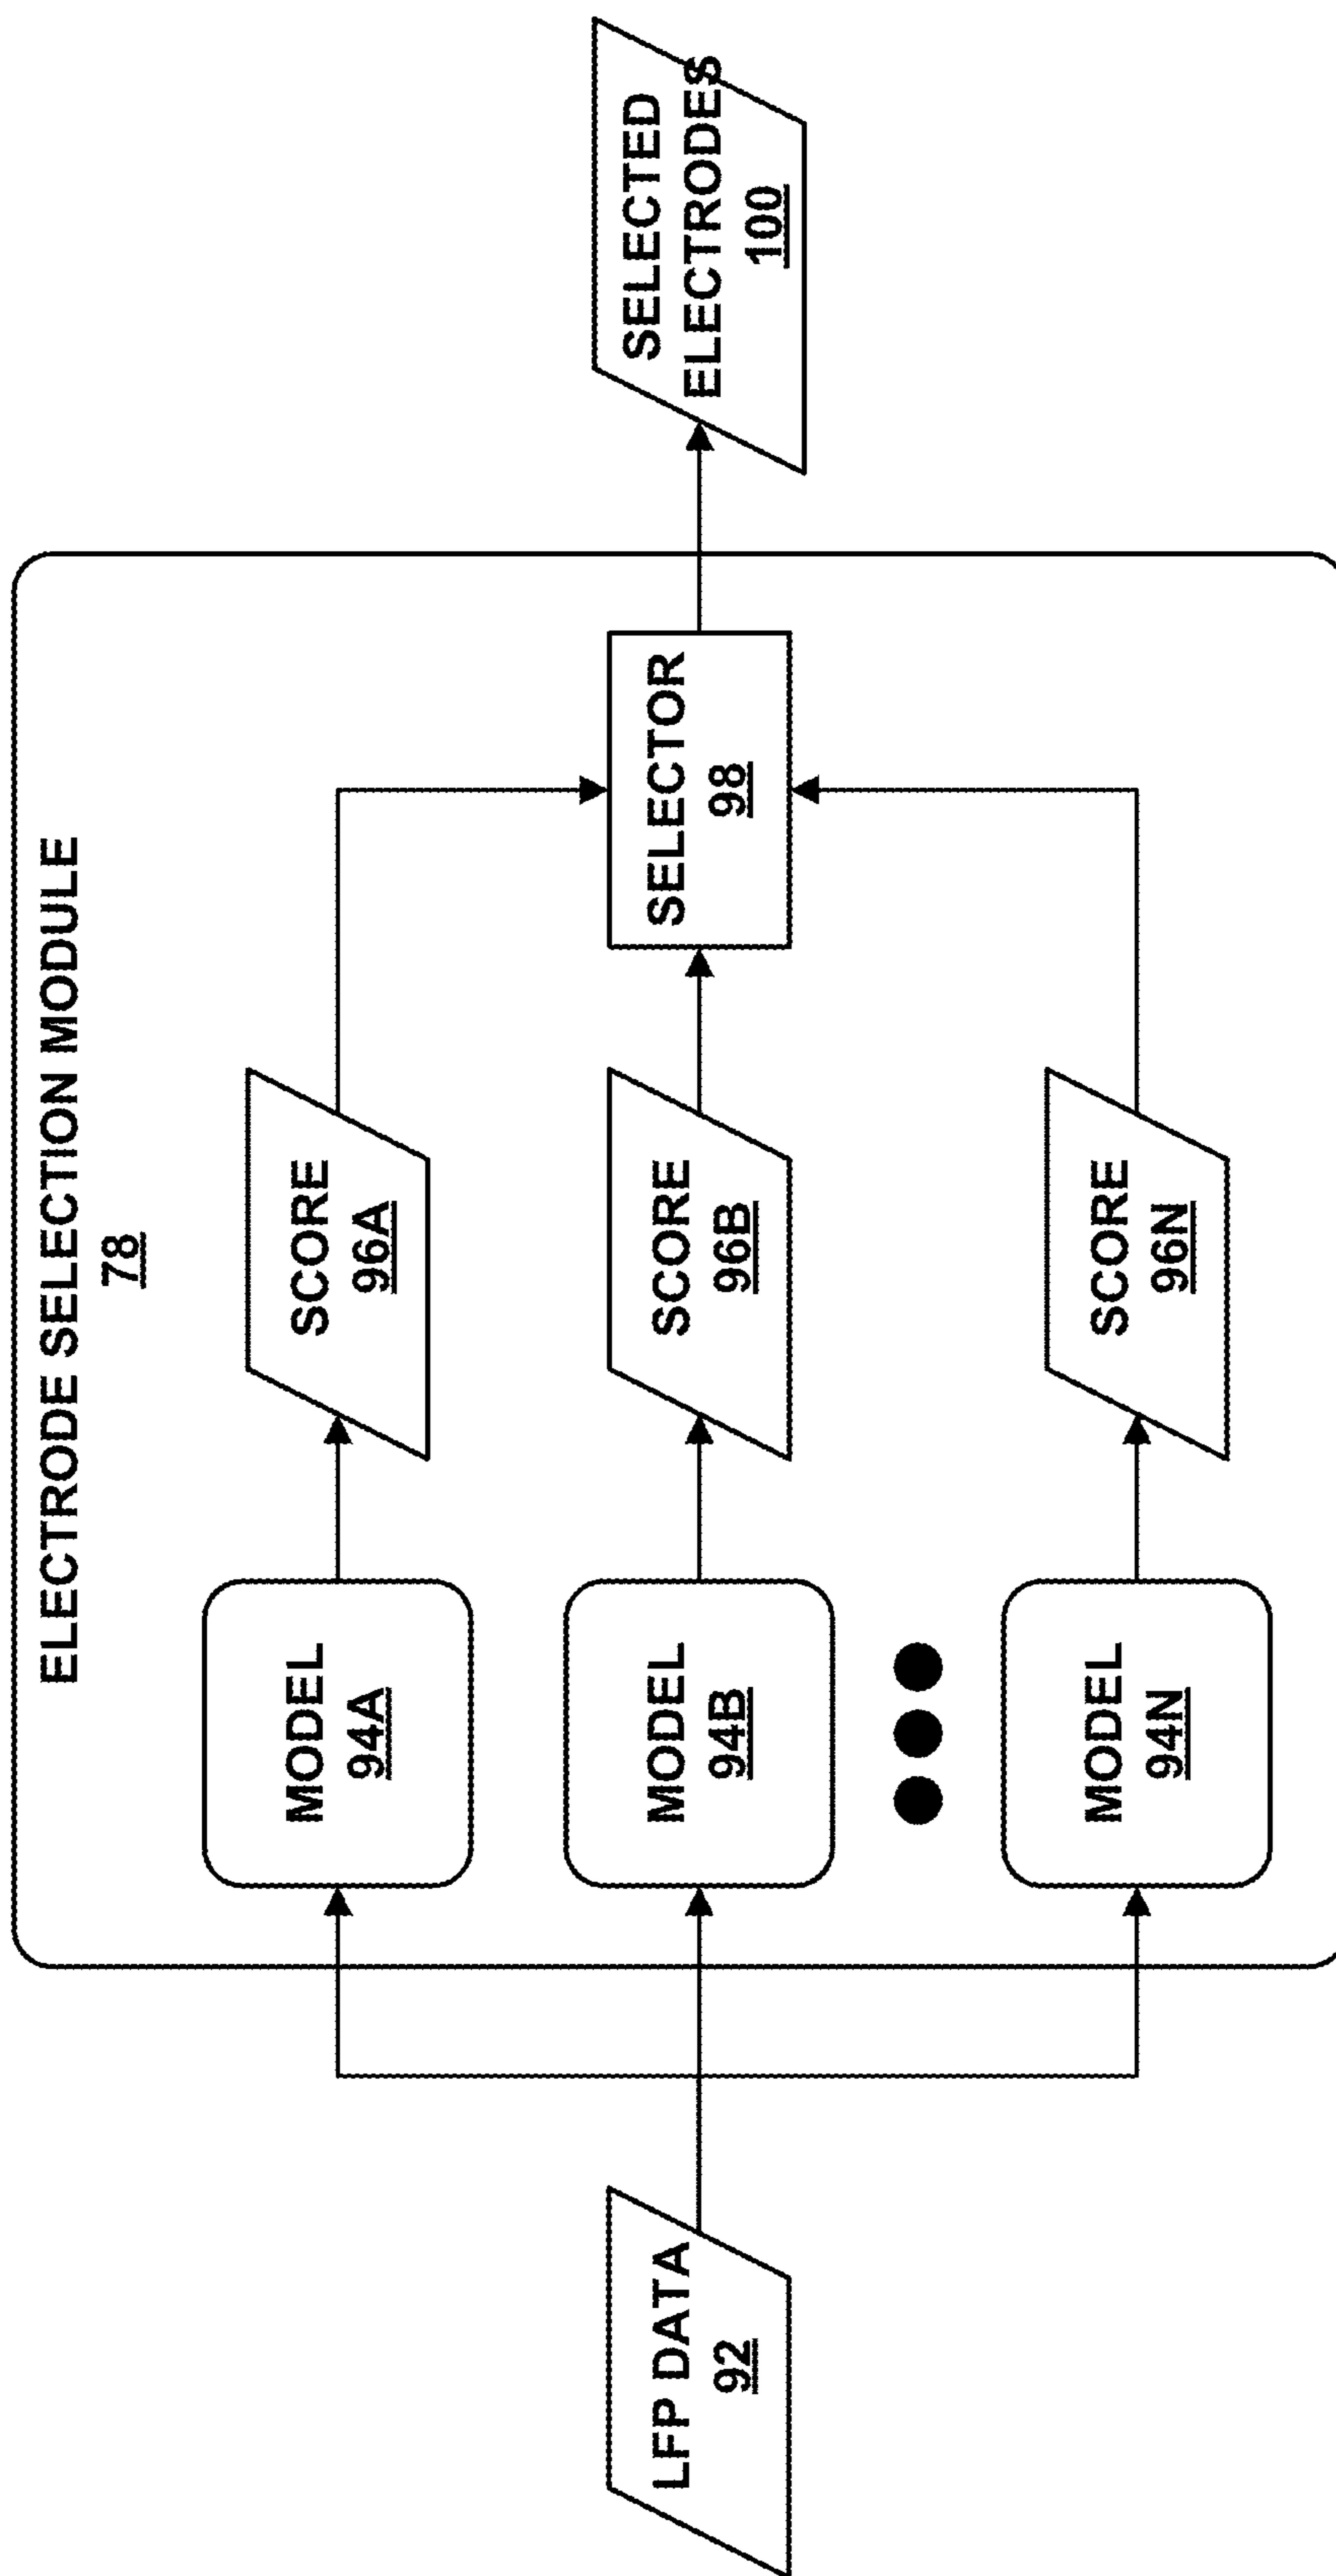 ELECTRODE SELECTION MODULE
78
LFP DATA
92
MODEL
94A
SCORE
96A
MODEL
94B
SCORE
96B
MODEL
94N
SCORE
96N
SELECTOR
98
SELECTED
ELECTRODES
100